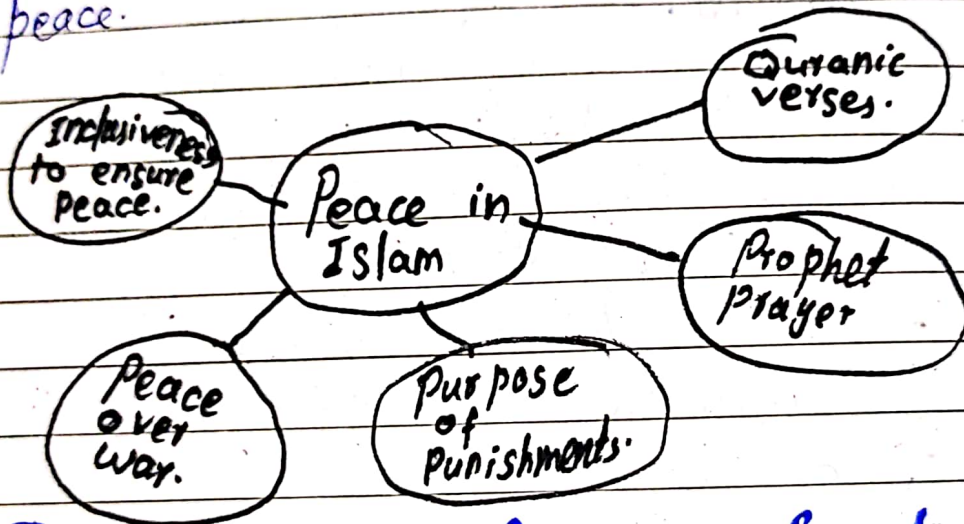 peace.
Quranic
verses.
Inclusiveness
to ensure
peace.
Peace in
Islam
Prophet
prayer
Peace
over
war.
Purpose
of
punishments.